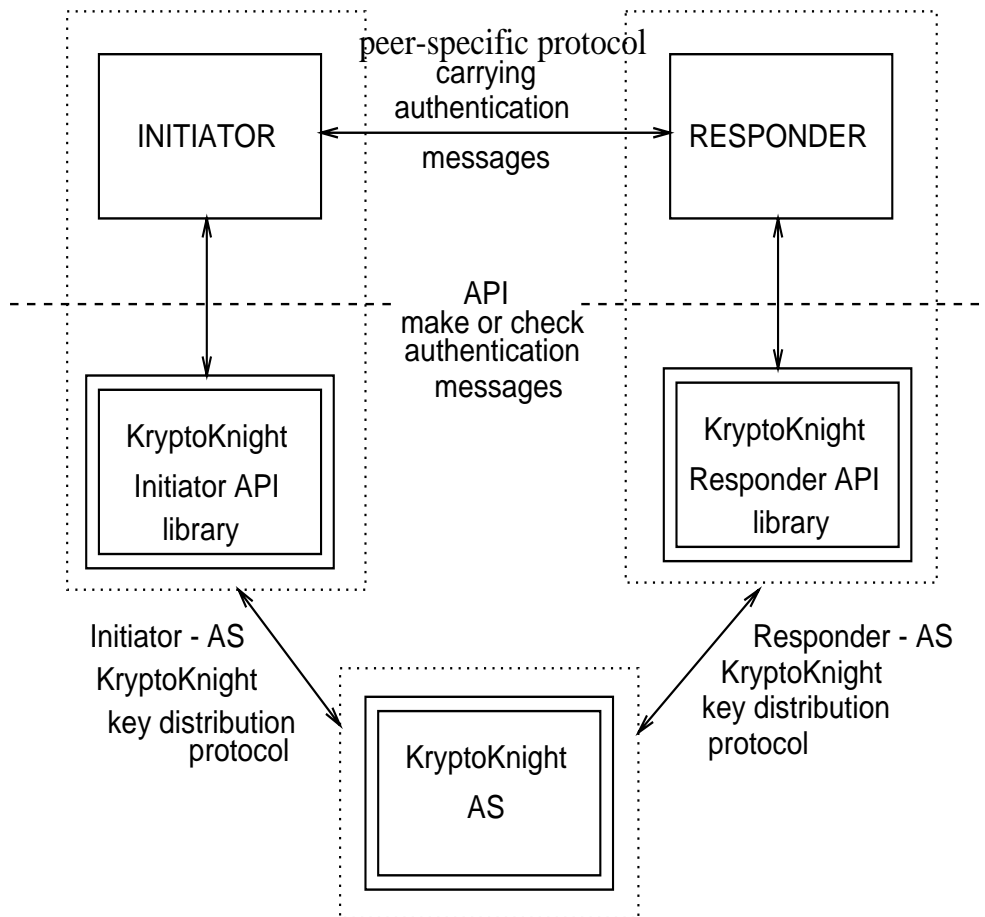 peer-specific protocol
carrying
authentication
messages
INITIATOR
RESPONDER
API
make or check
authentication
messages
KryptoKnight
Initiator API
library
KryptoKnight
Responder API
library
Initiator - AS
KryptoKnight
key distribution
protocol
Responder - AS
KryptoKnight
key distribution
protocol
KryptoKnight
AS